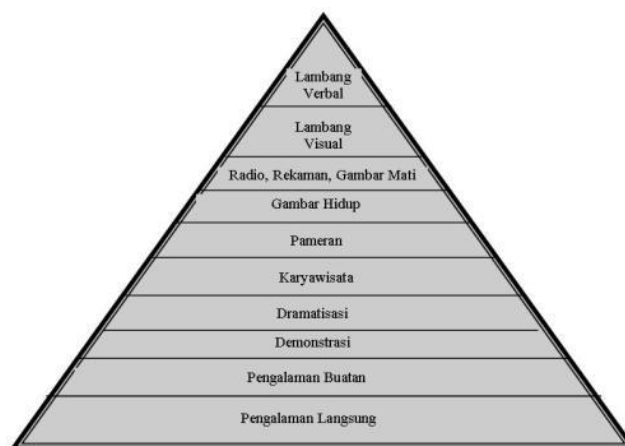 Lambang
Verbal
Lambang
Visual
Radio, Rekaman, Gambar Mati
Gambar Hidup
Pameran
Karyawisata
Dramatisasi
Demonstrasi
Pengalaman Buatan
Pengalaman Langsung